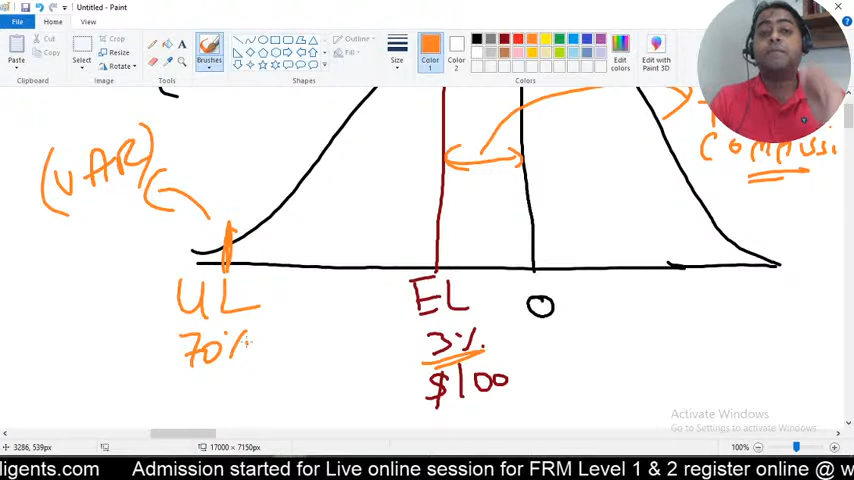 Untitled - Paint
File Home View
Paste
Cut
Copy
Clipboard
Select
Crop
Resize
Rotate
Image
Tools
Brushes
Shapes
Outline
Fill
Size
Color 1
Color 2
Colors
Edit colors
Edit with Paint 3D
(VAR)
UL
70%
EL
3%
$100
0
Activate Windows
Go to Settings to activate Windows.
3286, 539px
17000 × 7150px
100%
ligents.com Admission started for Live online session for FRM Level 1 & 2 register online @ w